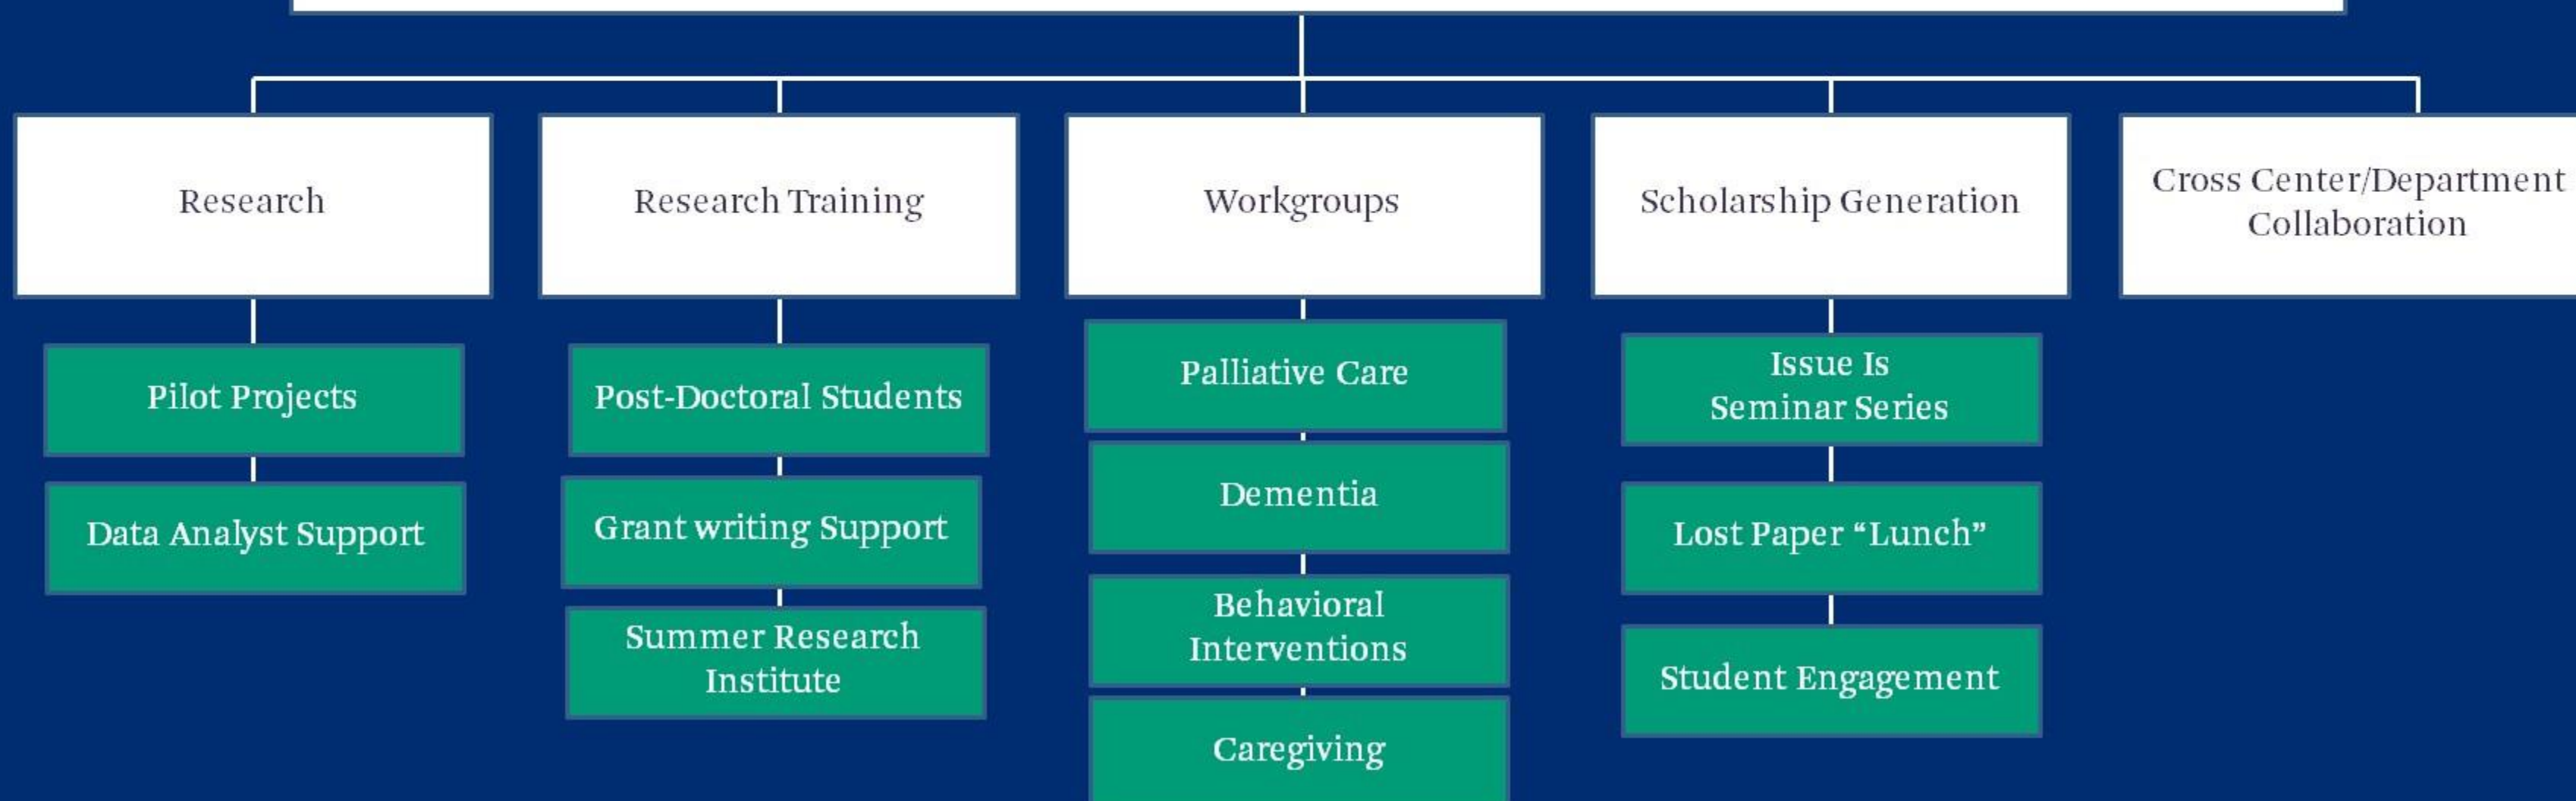 Research
Research Training
Workgroups
Scholarship Generation
Cross Center/Department
Collaboration
Pilot Projects
Data Analyst Support
Post-Doctoral Students
Grant writing Support
Summer Research
Institute
Palliative Care
Dementia
Behavioral
Interventions
Caregiving
Issue Is
Seminar Series
Lost Paper “Lunch”
Student Engagement